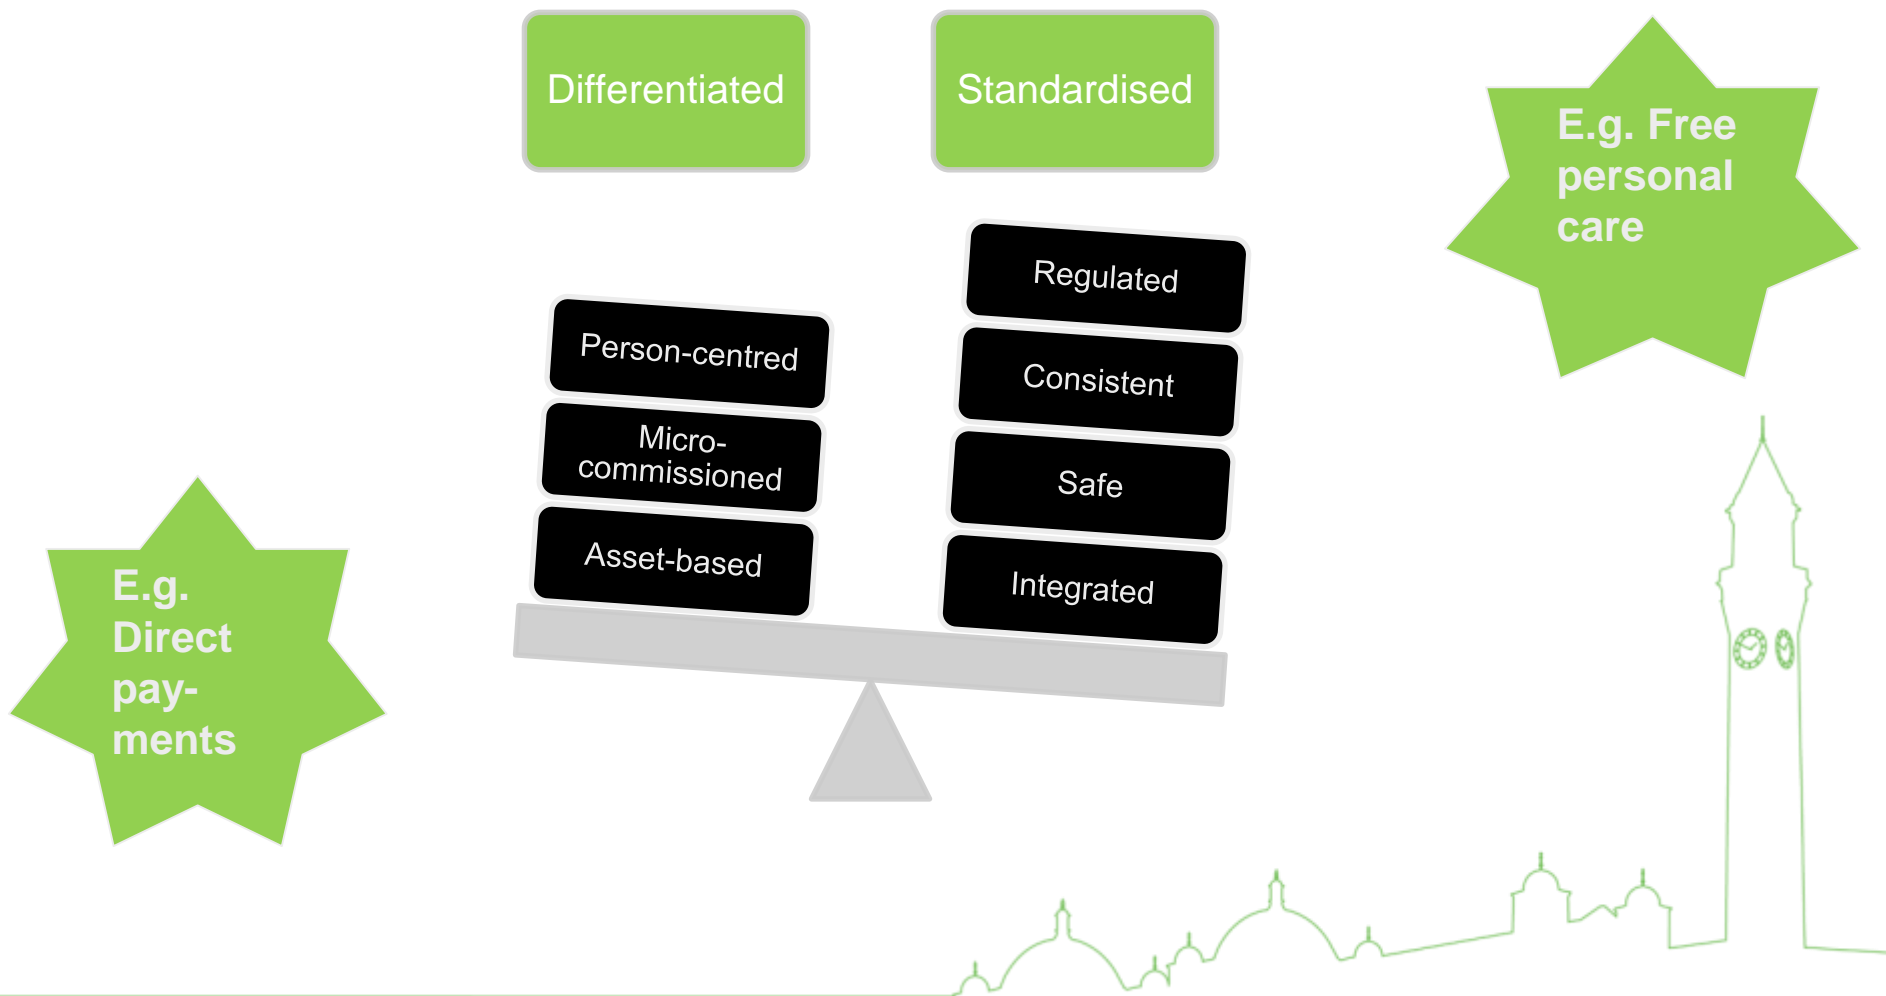 Differentiated
Standardised
E.g. Free
personal
care
Person-centred
Micro-
commissioned
Asset-based
Regulated
Consistent
Safe
Integrated
E.g.
Direct
pay-
ments